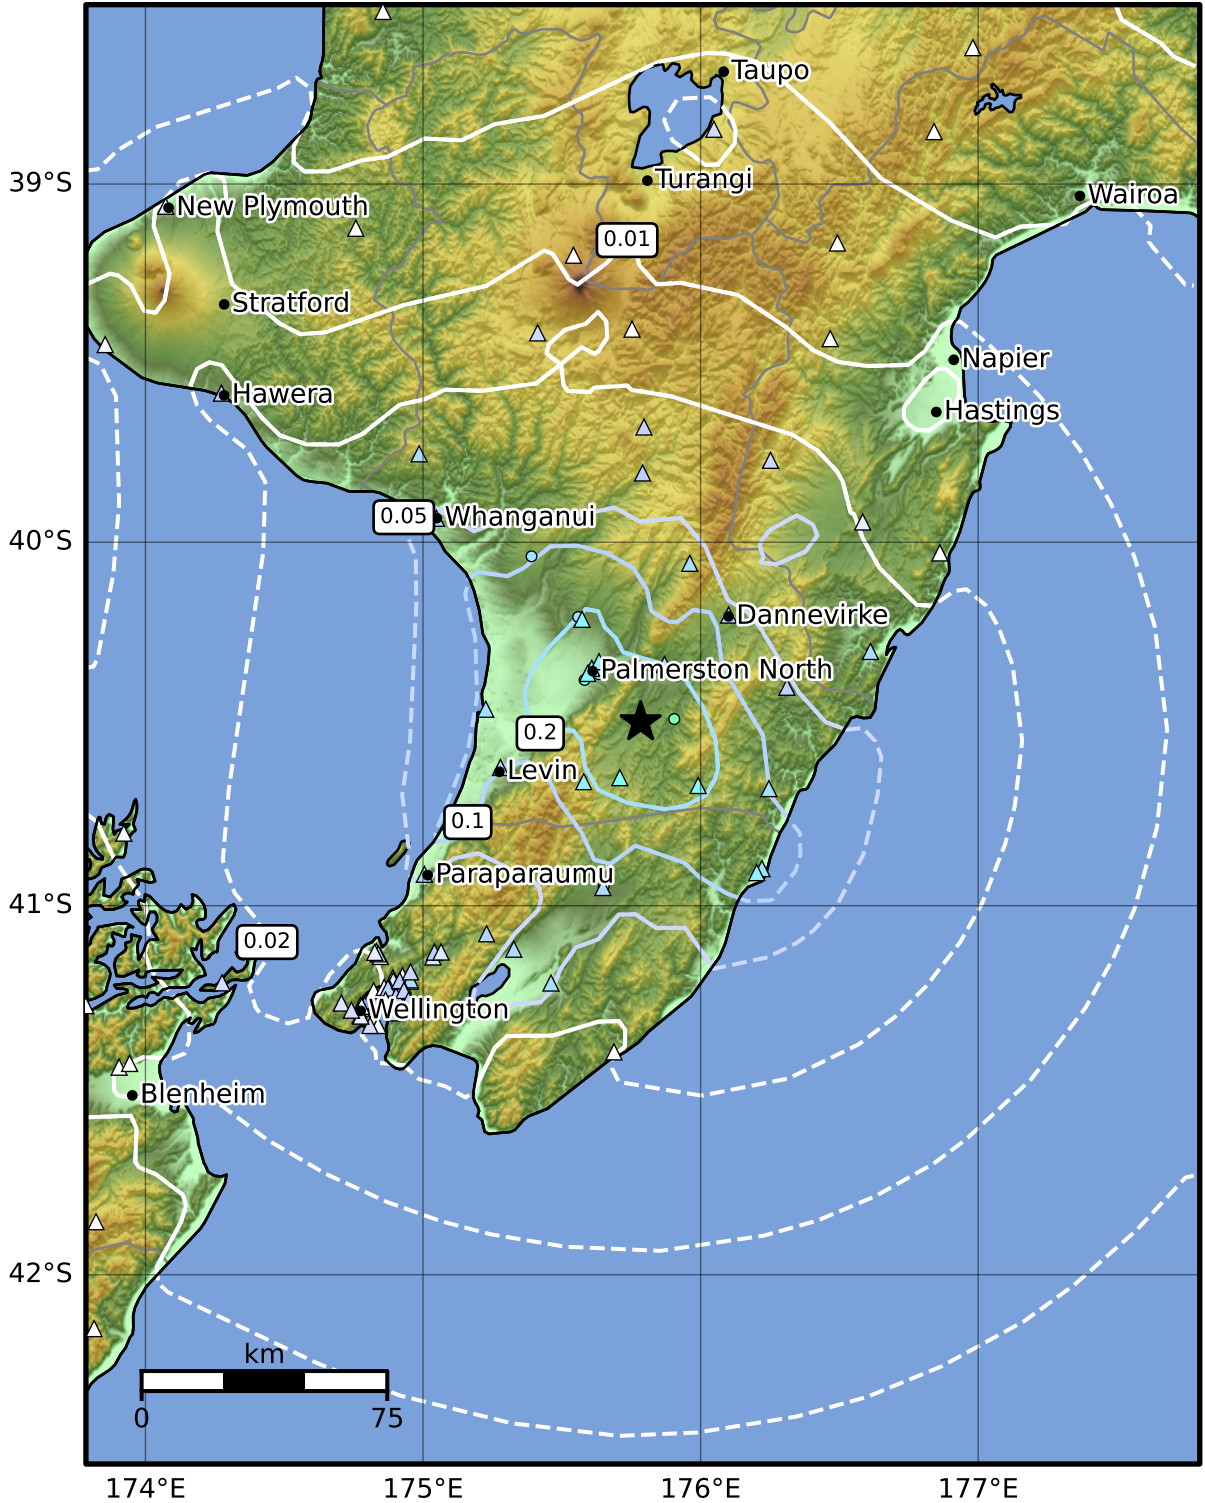 Taupo
Turangi
39°S
Wairoa
New Plymouth
0.01
Stratford
Napier
Hawera
Hastings
0.05
Whanganui
40°S
Dannevirke
Palmerston North
0.2
Levin
0.1
Paraparaumu
41°S
0.02
Wellington
Blenheim
42°S
km
0
75
174°E
175°E
176°E
177°E